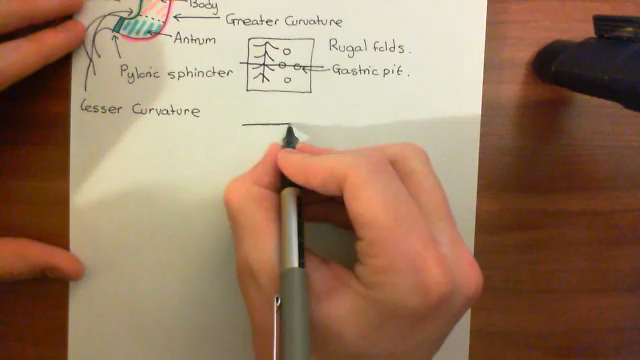 Body
Greater Curvature
Antrum
Rugal folds.
Pyloric sphincter
Gastric pit.
Lesser Curvature